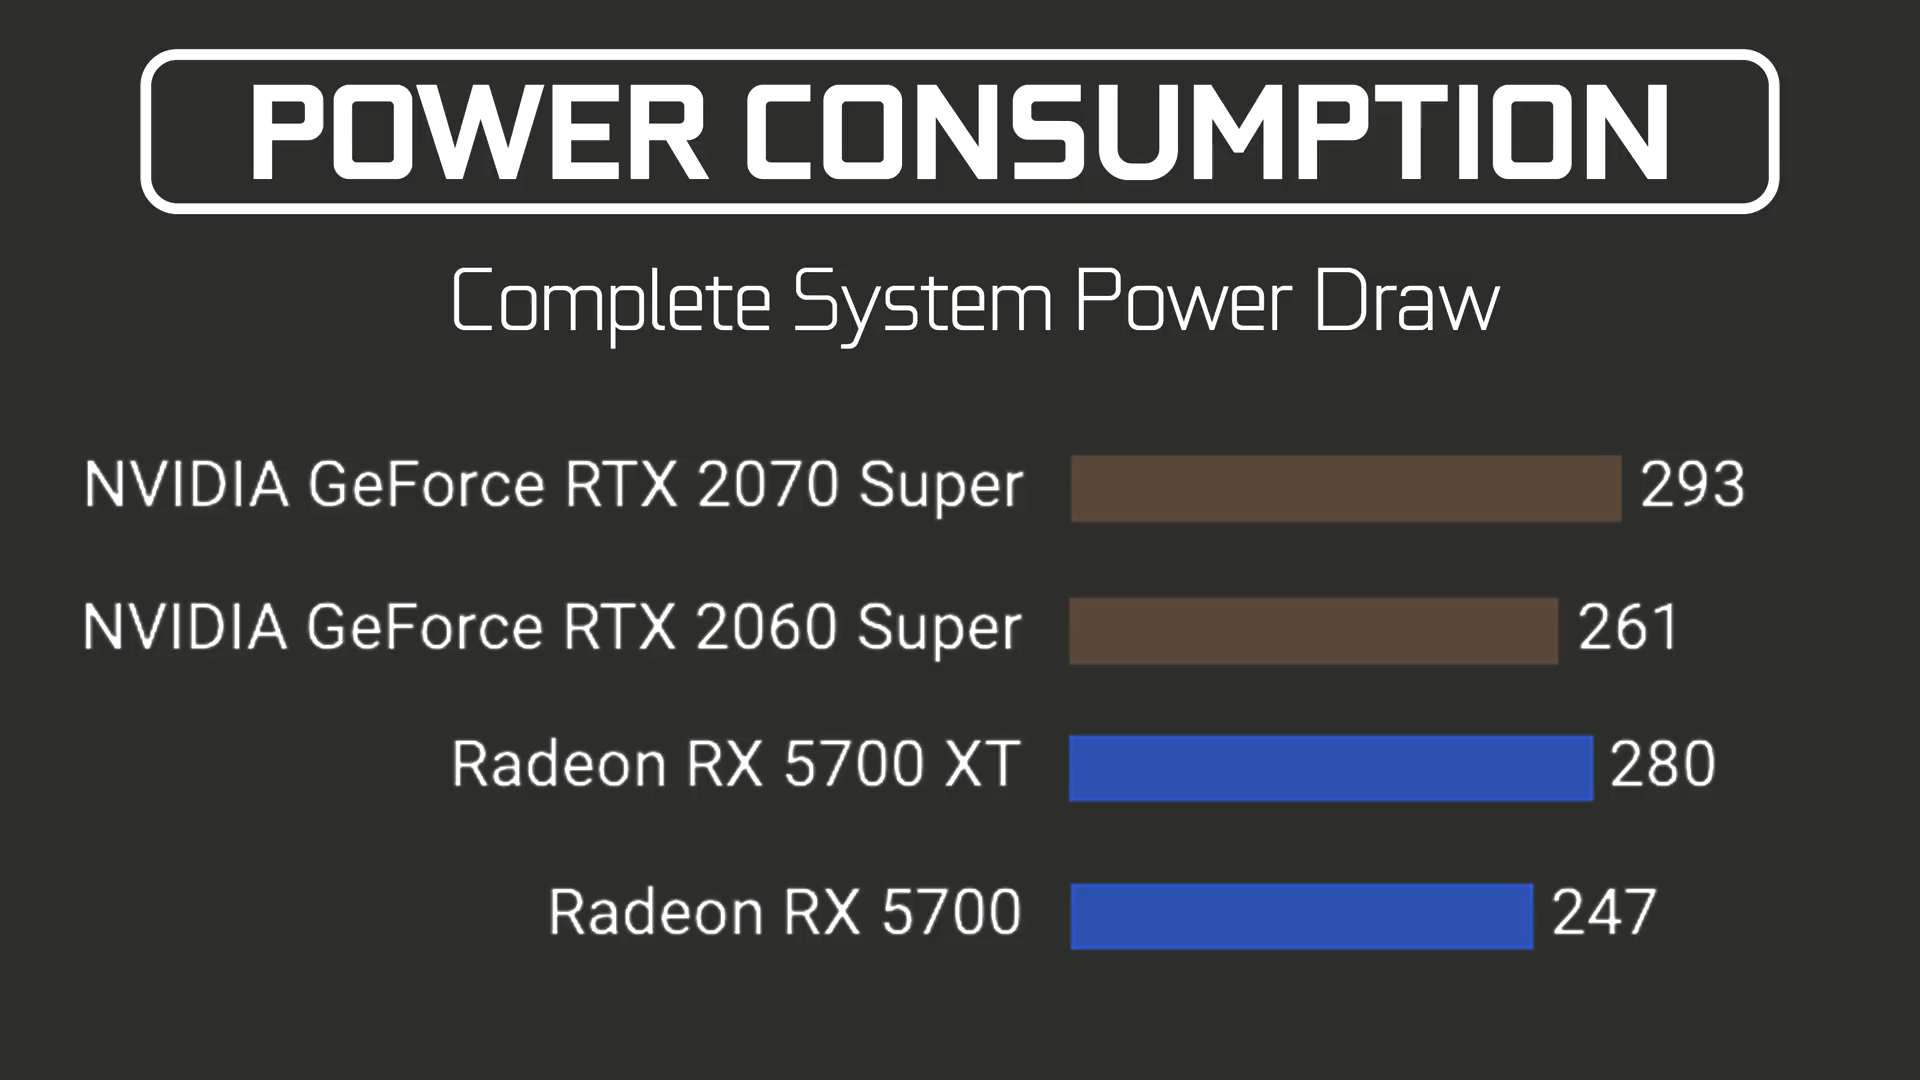 POWER CONSUMPTION
Complete System Power Draw
NVIDIA GeForce RTX 2070 Super 293
NVIDIA GeForce RTX 2060 Super 261
Radeon RX 5700 XT 280
Radeon RX 5700 247